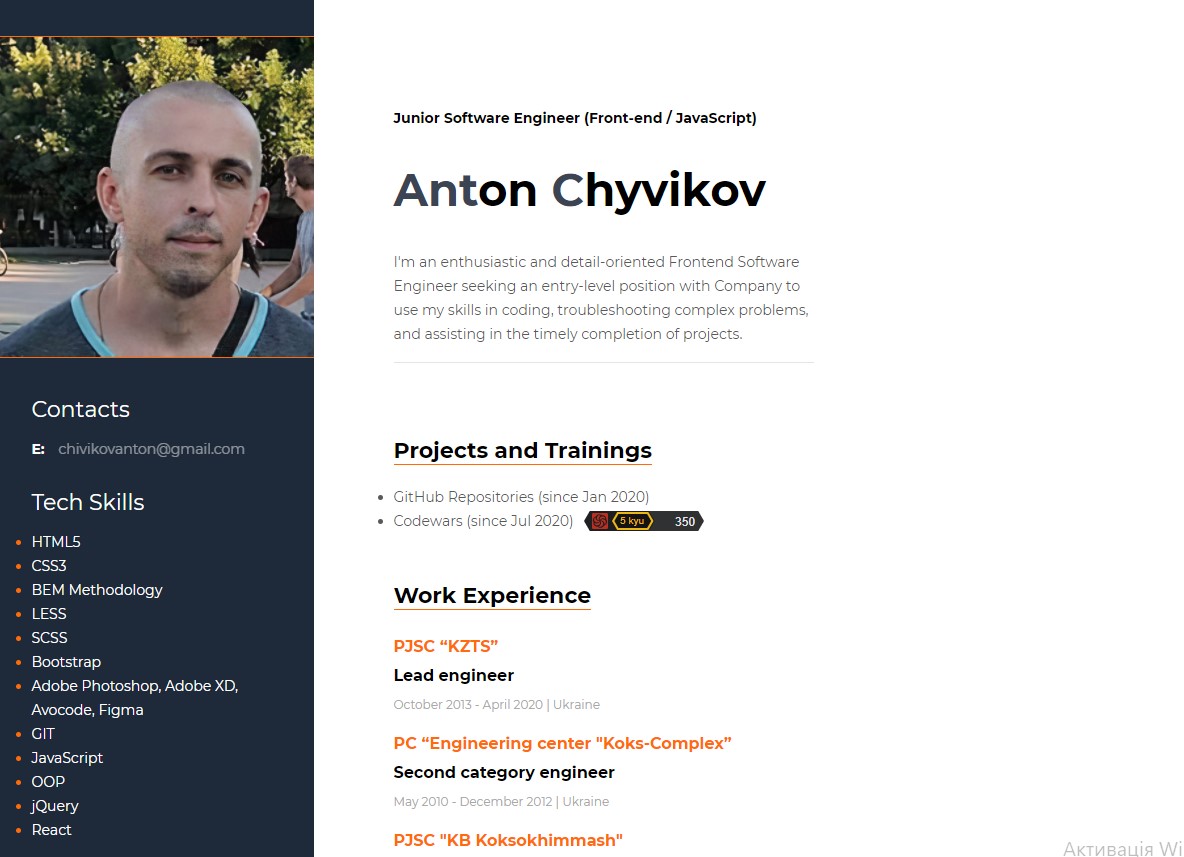 Contacts
E: chivikovanton@gmail.com
Tech Skills
HTML5
CSS3
BEM Methodology
LESS
SCSS
Bootstrap
Adobe Photoshop, Adobe XD,
Avocode, Figma
GIT
JavaScript
OOP
jQuery
React
Junior Software Engineer (Front-end / JavaScript)
Anton Chyvikov
I'm an enthusiastic and detail-oriented Frontend Software
Engineer seeking an entry-level position with Company to
use my skills in coding, troubleshooting complex problems,
and assisting in the timely completion of projects.
Projects and Trainings
GitHub Repositories (since Jan 2020)
Codewars (since Jul 2020) 5 kyu 350
Work Experience
PJSC “KZTS”
Lead engineer
October 2013 - April 2020 | Ukraine
PC “Engineering center "Koks-Complex”
Second category engineer
May 2010 - December 2012 | Ukraine
PJSC "KB Koksokhimmash"
Активація Wi